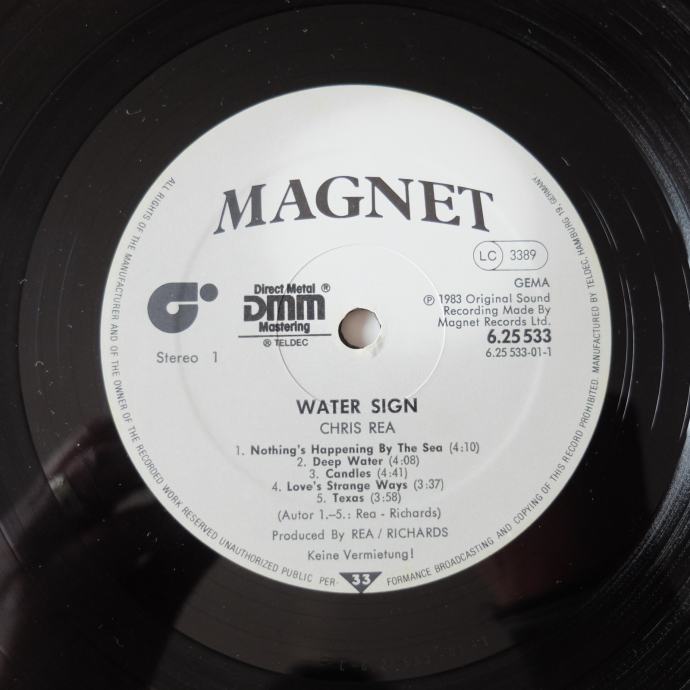 MAGNET
LC 3389
GEMA
℗ 1983 Original Sound
Recording Made By
Magnet Records Ltd.
6.25 533
6.25 533-01-1
Direct Metal ®
DMM
Mastering
® TELDEC
Stereo 1
WATER SIGN
CHRIS REA
1. Nothing's Happening By The Sea (4:10)
2. Deep Water (4:08)
3. Candles (4:41)
4. Love's Strange Ways (3:37)
5. Texas (3:58)
(Autor 1.–5.: Rea - Richards)
Produced By REA / RICHARDS
Keine Vermietung!
33
ALL RIGHTS OF THE MANUFACTURER AND OF THE OWNER OF THE RECORDED WORK RESERVED UNAUTHORIZED PUBLIC PER- FORMANCE BROADCASTING AND COPYING OF THIS RECORD PROHIBITED. MANUFACTURED BY TELDEC, HAMBURG 19, GERMANY